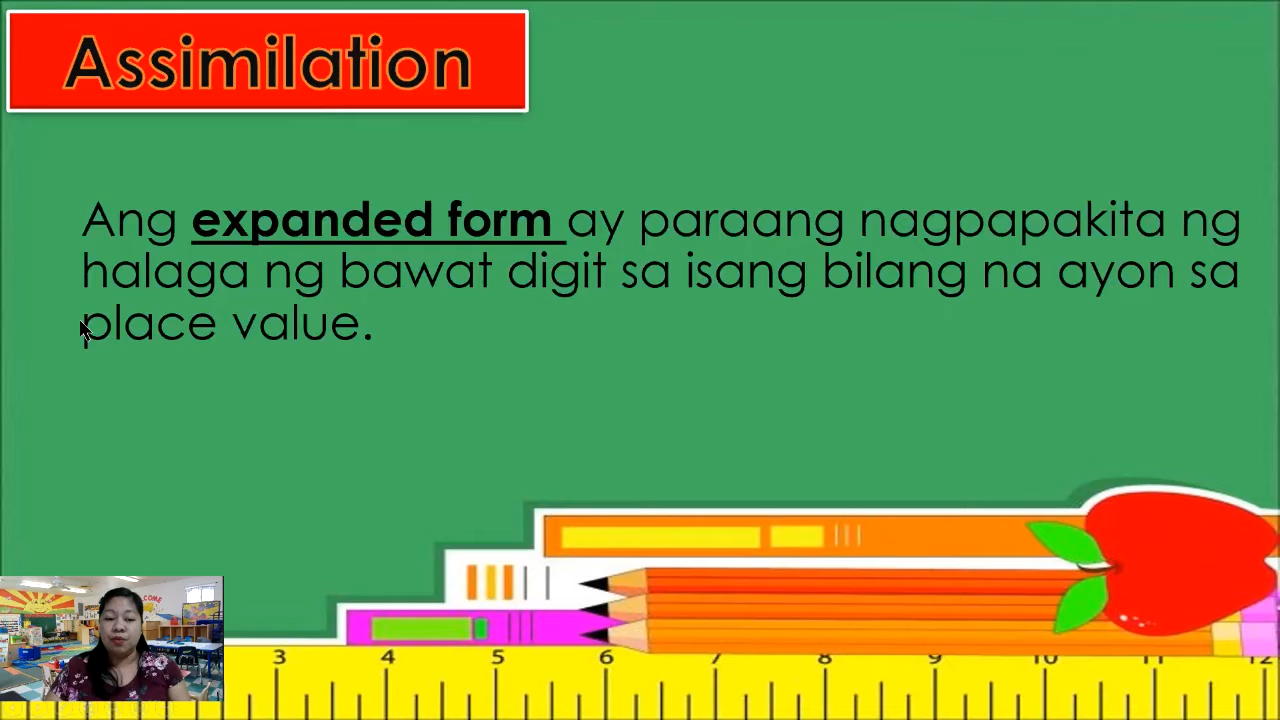 Assimilation
Ang expanded form ay paraang nagpapakita ng
halaga ng bawat digit sa isang bilang na ayon sa
place value.
3 4 5 6 7 8 9 10 11 12